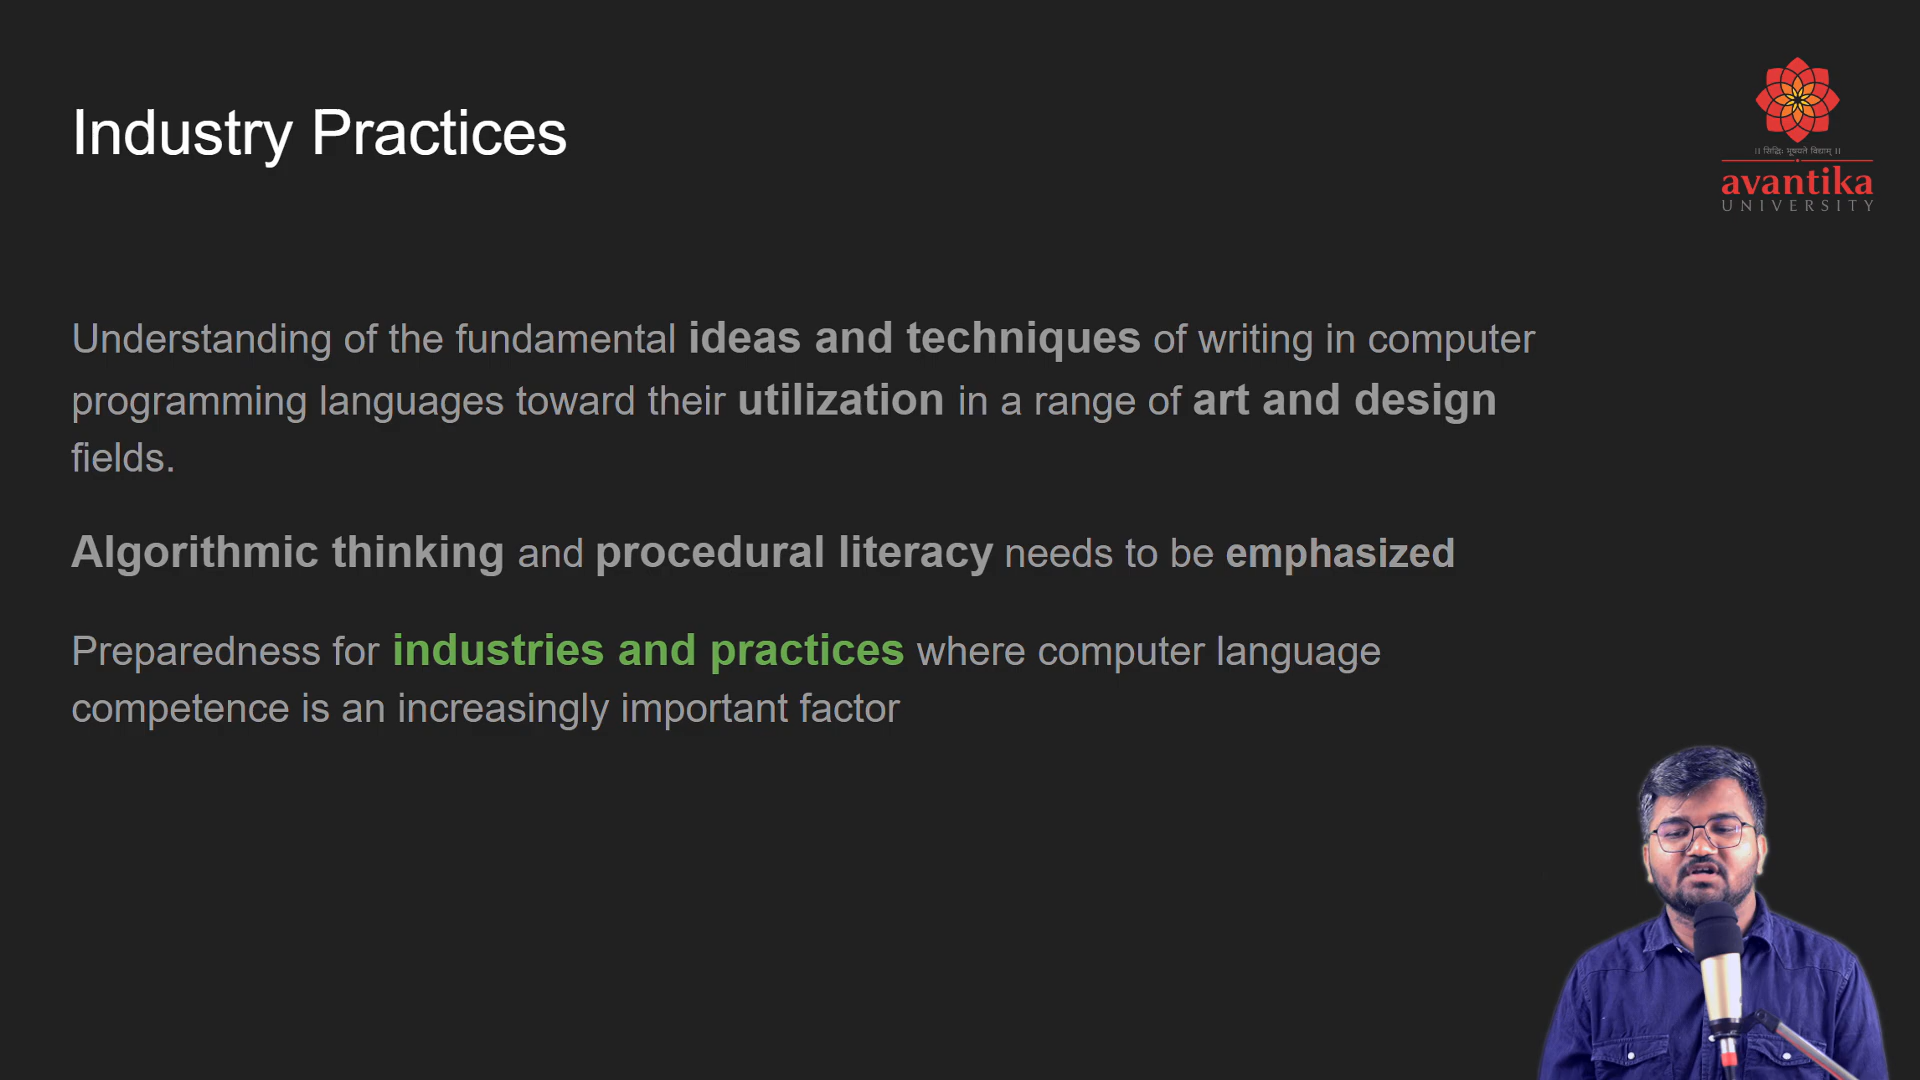 Industry Practices
।। सिद्धिः भूषयते विद्याम् ।।
avantika
UNIVERSITY
Understanding of the fundamental ideas and techniques of writing in computer
programming languages toward their utilization in a range of art and design
fields.
Algorithmic thinking and procedural literacy needs to be emphasized
Preparedness for industries and practices where computer language
competence is an increasingly important factor